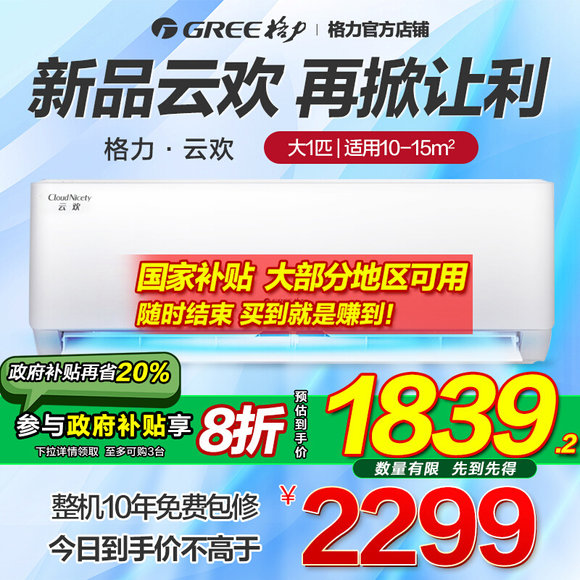 GREE格力 | 格力官方店铺
新品云欢 再掀让利
格力·云欢 大1匹|适用10-15m²
CloudNicety
云欢
国家补贴 大部分地区可用
随时结束 买到就是赚到!
政府补贴再省20%
参与政府补贴享 8折
下拉详情领取 至多可购3台
预估到手价 1839.2
数量有限 先到先得
整机10年免费包修
今日到手价不高于 ¥2299